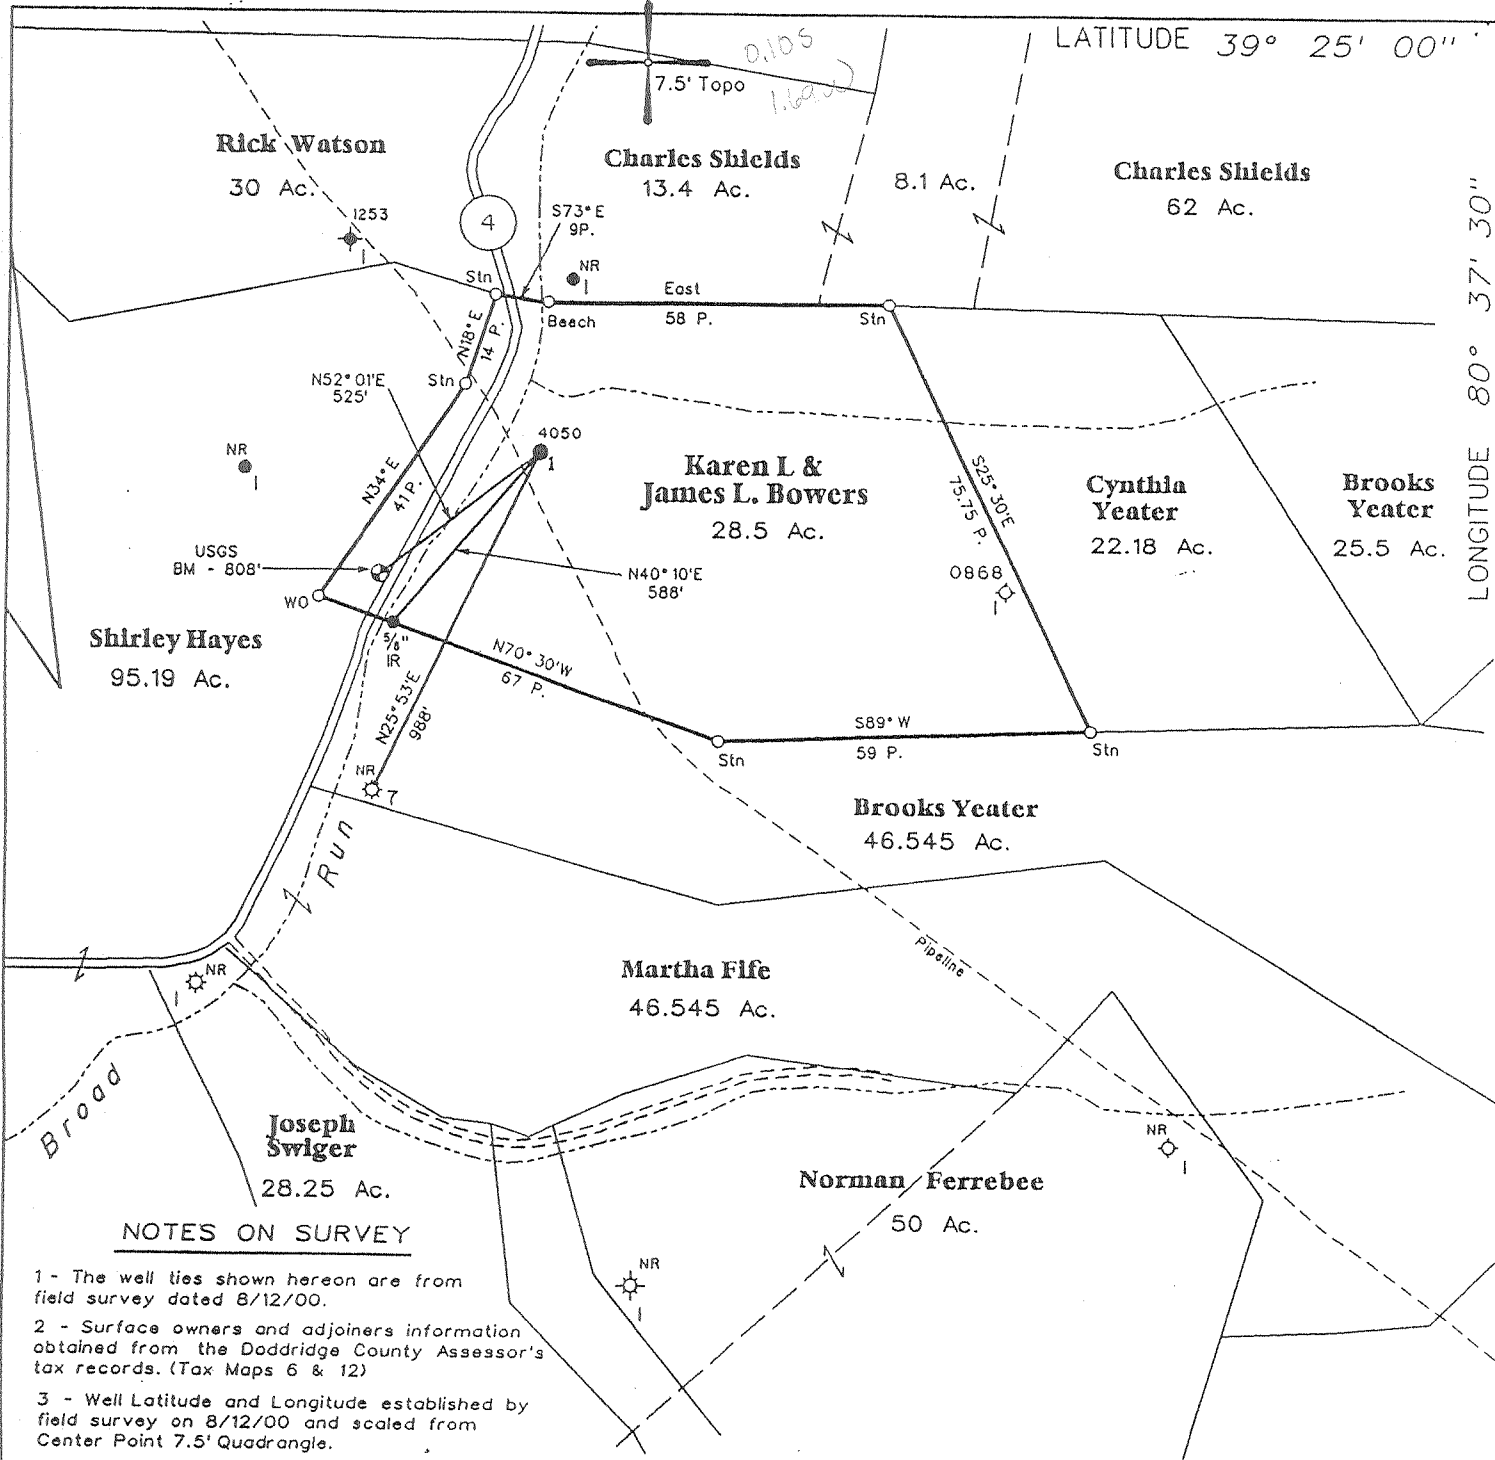 LATITUDE 39° 25' 00"
0.10S
1.69W
7.5' Topo
Rick Watson
30 Ac.
Charles Shields
13.4 Ac.
8.1 Ac.
Charles Shields
62 Ac.
LONGITUDE 80° 37' 30"
1253
1
4
S73° E
9P.
NR
1
Stn
Beach
East
58 P.
Stn
N18° E
14 P.
Stn
N52° 01'E
525'
4050
1
NR
1
N34° E
41 P.
Karen L &
James L. Bowers
28.5 Ac.
S25° 30'E
75.75 P.
Cynthia
Yeater
22.18 Ac.
Brooks
Yeater
25.5 Ac.
USGS
BM - 808'
N40° 10'E
588'
0868
1
WO
5/8"
IR
Shirley Hayes
95.19 Ac.
N70° 30'W
67 P.
N25° 53'E
988'
S89° W
59 P.
Stn
Stn
NR
7
Brooks Yeater
46.545 Ac.
Run
Pipeline
NR
1
Martha Fife
46.545 Ac.
Broad
Joseph
Swiger
28.25 Ac.
NR
1
Norman Ferrebee
50 Ac.
NR
1
NOTES ON SURVEY
1 - The well ties shown hereon are from
field survey dated 8/12/00.
2 - Surface owners and adjoiners information
obtained from the Doddridge County Assessor's
tax records. (Tax Maps 6 & 12)
3 - Well Latitude and Longitude established by
field survey on 8/12/00 and scaled from
Center Point 7.5' Quadrangle.